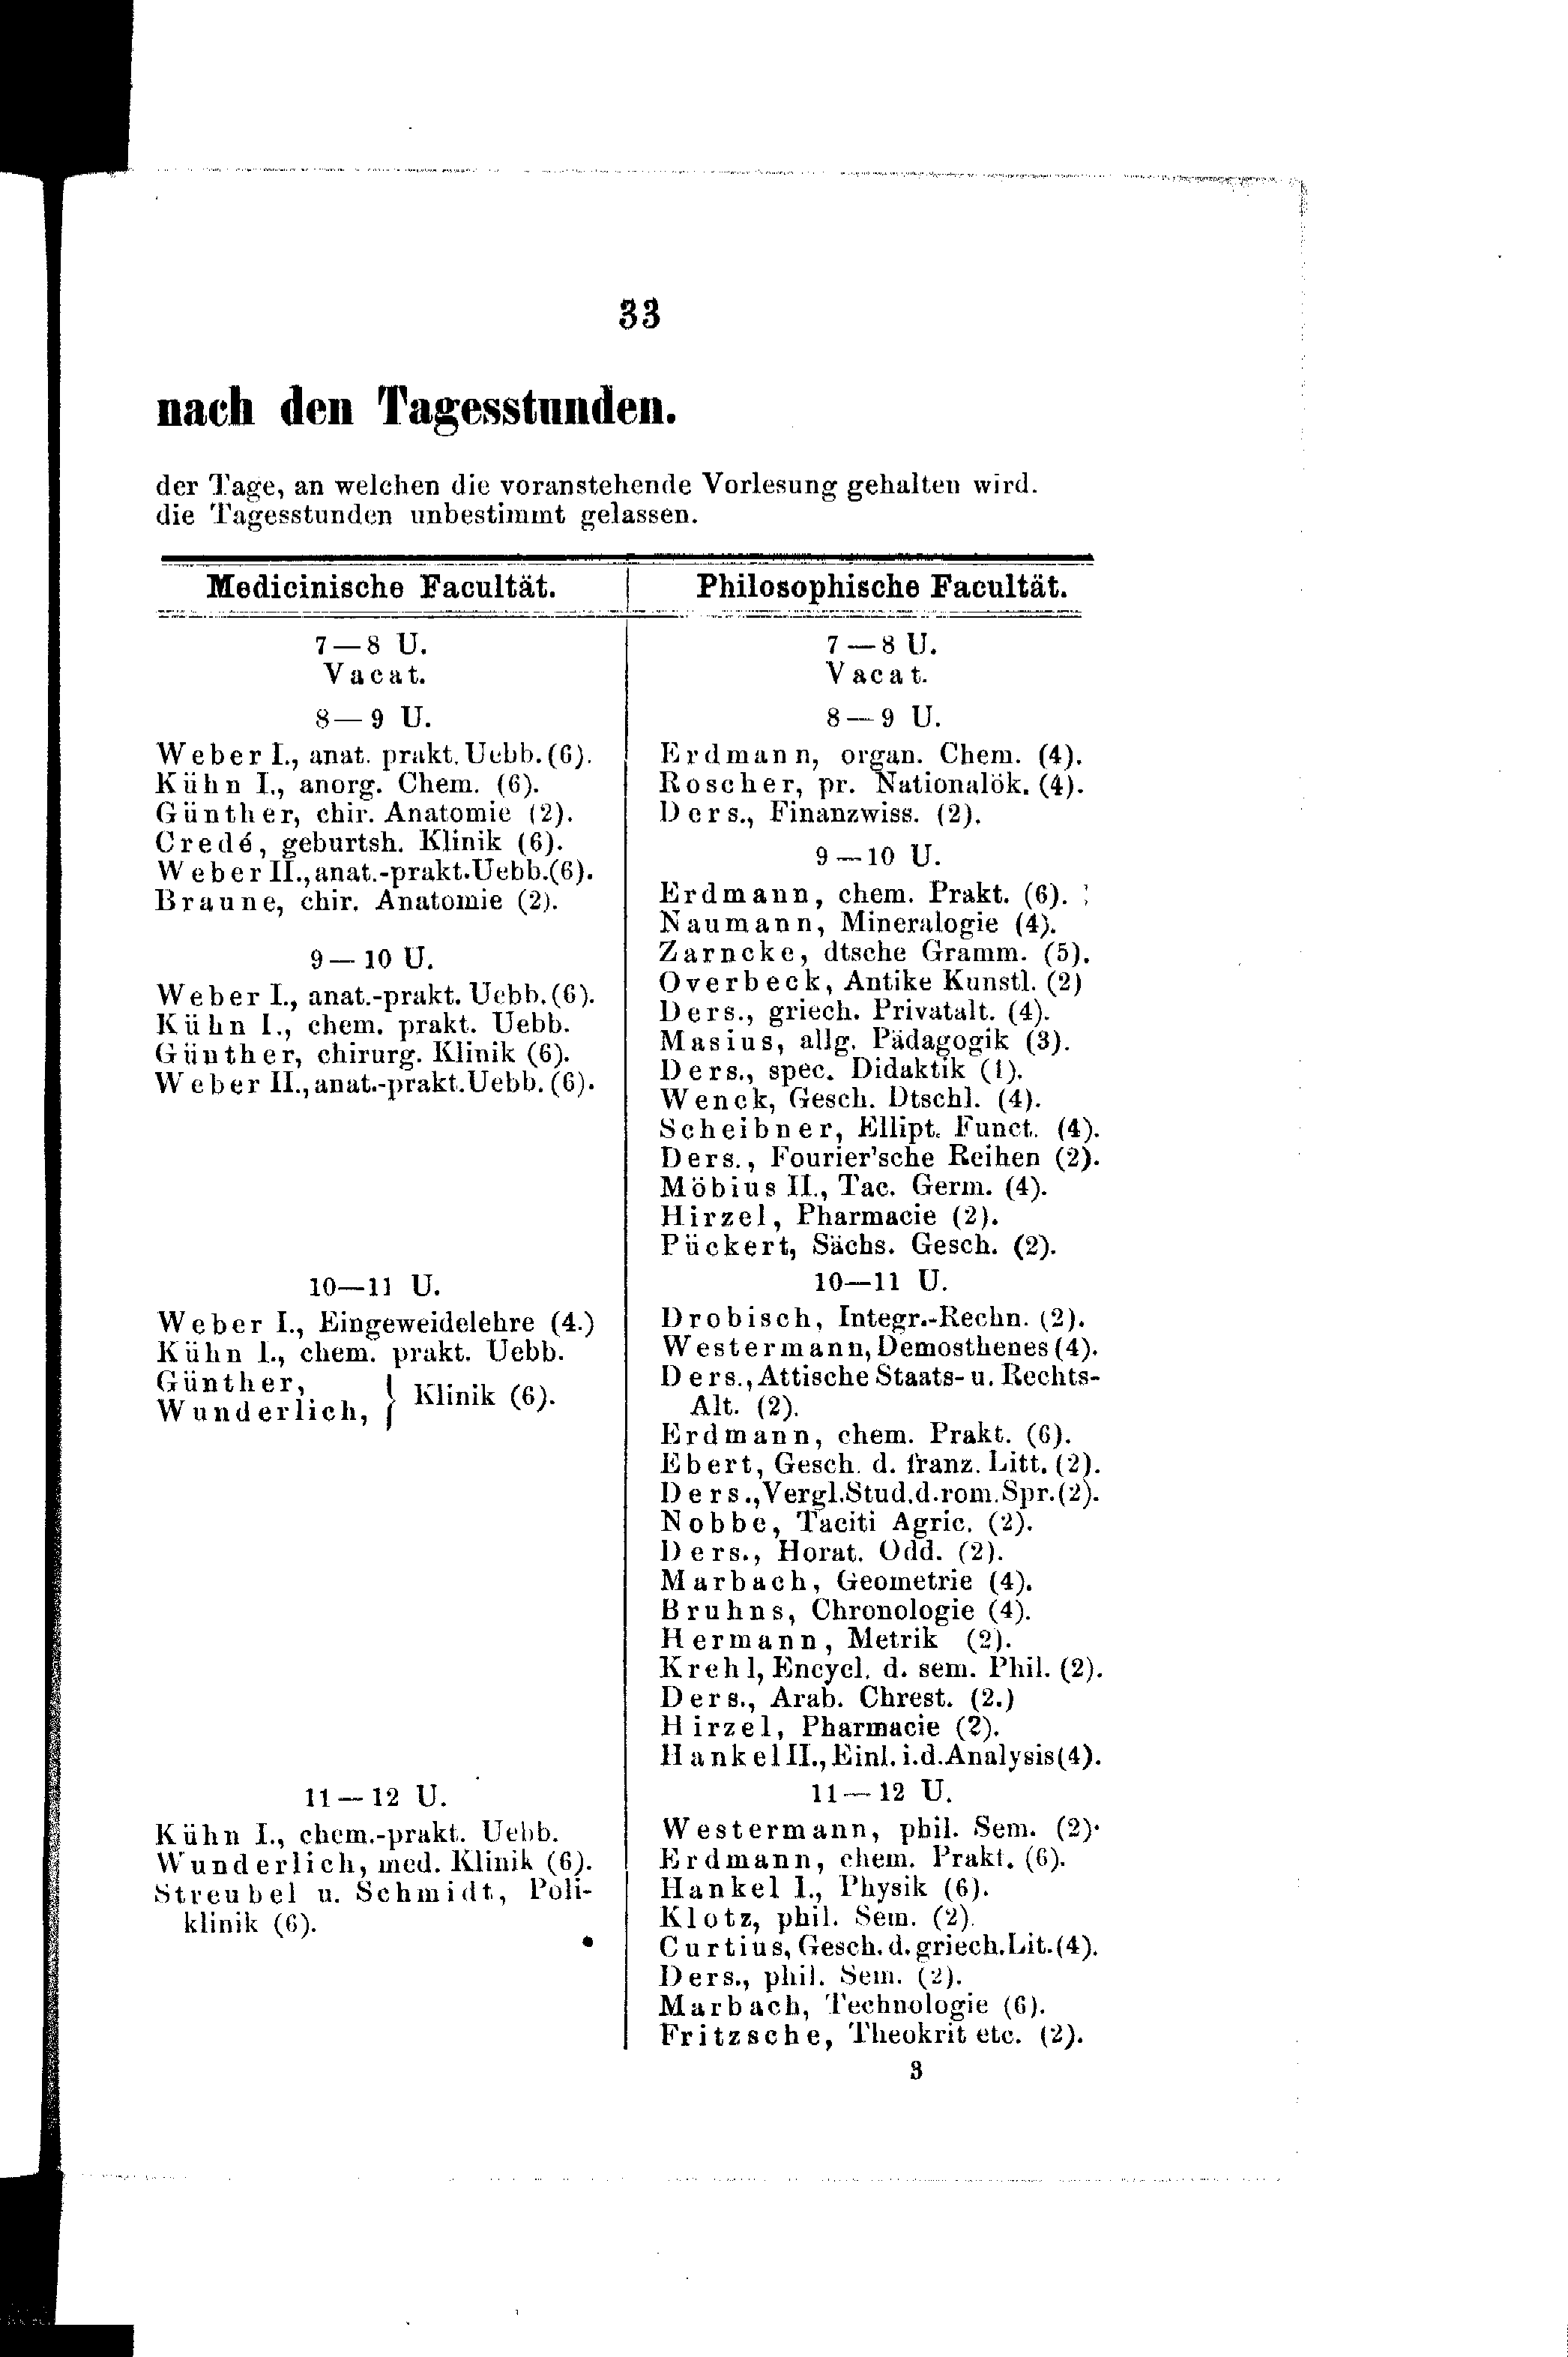 33
nach den Tagesstunden.
der Tage, an welchen die voranstehende Vorlesung gehalten wird.
die Tagesstunden unbestimmt gelassen.
Medicinische Facultät.
7—8 U.
Vacat.
8—9 U.
Weber I., anat. prakt. Uebb. (6).
Kühn I., anorg. Chem. (6).
Günther, chir. Anatomie (2).
Credé, geburtsh. Klinik (6).
Weber II., anat.-prakt. Uebb. (6).
Braune, chir. Anatomie (2).
9—10 U.
Weber I., anat.-prakt. Uebb. (6).
Kühn I., chem. prakt. Uebb.
Günther, chirurg. Klinik (6).
Weber II., anat.-prakt. Uebb. (6).
10—11 U.
Weber I., Eingeweidelehre (4.)
Kühn I., chem. prakt. Uebb.
Günther,
Wunderlich, } Klinik (6).
11—12 U.
Kühn I., chem.-prakt. Uebb.
Wunderlich, med. Klinik (6).
Streubel u. Schmidt, Poli-
klinik (6).
Philosophische Facultät.
7—8 U.
Vacat.
8—9 U.
Erdmann, organ. Chem. (4).
Roscher, pr. Nationalök. (4).
Ders., Finanzwiss. (2).
9—10 U.
Erdmann, chem. Prakt. (6).
Naumann, Mineralogie (4).
Zarncke, dtsche Gramm. (5).
Overbeck, Antike Kunstl. (2)
Ders., griech. Privatalt. (4).
Masius, allg. Pädagogik (3).
Ders., spec. Didaktik (1).
Wenck, Gesch. Dtschl. (4).
Scheibner, Ellipt. Funct. (4).
Ders., Fourier'sche Reihen (2).
Möbius II., Tac. Germ. (4).
Hirzel, Pharmacie (2).
Pückert, Sächs. Gesch. (2).
10—11 U.
Drobisch, Integr.-Rechn. (2).
Westermann, Demosthenes (4).
Ders., Attische Staats- u. Rechts-
Alt. (2).
Erdmann, chem. Prakt. (6).
Ebert, Gesch. d. franz. Litt. (2).
Ders., Vergl. Stud. d. rom. Spr. (2).
Nobbe, Taciti Agric. (2).
Ders., Horat. Odd. (2).
Marbach, Geometrie (4).
Bruhns, Chronologie (4).
Hermann, Metrik (2).
Krehl, Encycl. d. sem. Phil. (2).
Ders., Arab. Chrest. (2.)
Hirzel, Pharmacie (2).
Hankel II., Einl. i. d. Analysis (4).
11—12 U.
Westermann, phil. Sem. (2).
Erdmann, chem. Prakt. (6).
Hankel I., Physik (6).
Klotz, phil. Sem. (2).
Curtius, Gesch. d. griech. Lit. (4).
Ders., phil. Sem. (2).
Marbach, Technologie (6).
Fritzsche, Theokrit etc. (2).
3